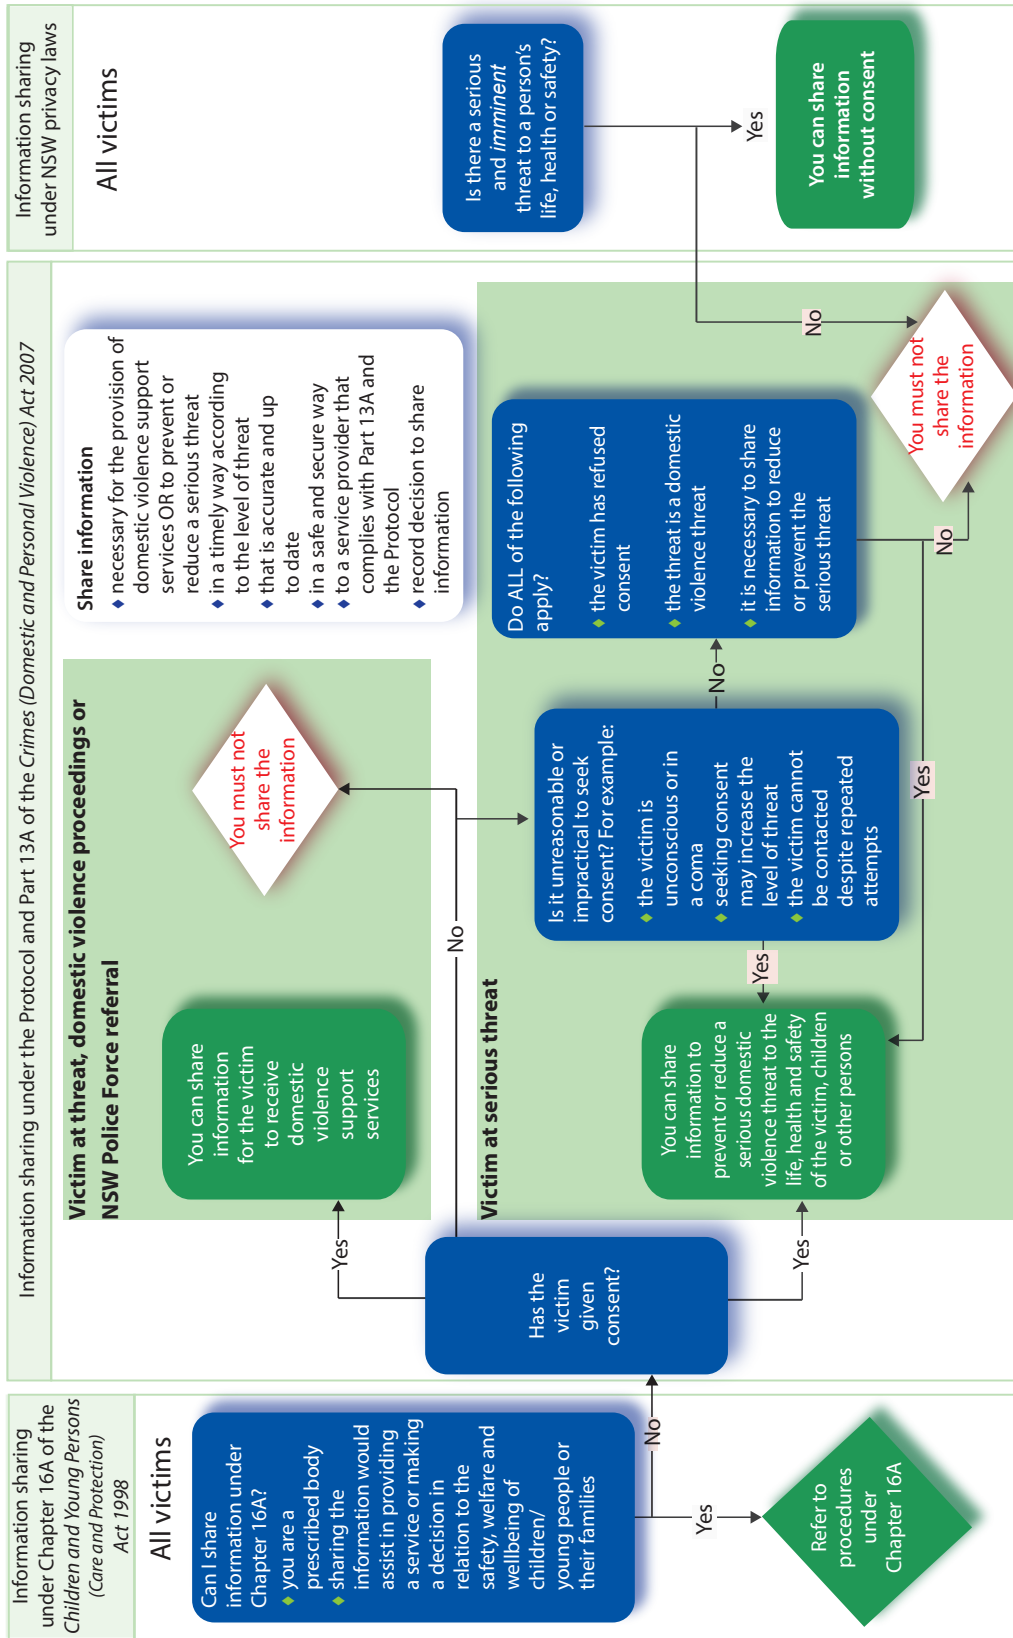 Information sharing
under Chapter 16A of the
Children and Young Persons
(Care and Protection)
Act 1998
All victims
Can I share
information under
Chapter 16A?
♦ you are a
prescribed body
♦ sharing the
information would
assist in providing
a service or making
a decision in
relation to the
safety, welfare and
wellbeing of
children/
young people or
their families
No
Yes
Refer to
procedures
under
Chapter 16A
Information sharing under the Protocol and Part 13A of the Crimes (Domestic and Personal Violence) Act 2007
Has the
victim
given
consent?
Yes
No
Yes
Victim at threat, domestic violence proceedings or
NSW Police Force referral
You can share
information
for the victim
to receive
domestic
violence
support
services
You must not
share the
information
Share information
♦ necessary for the provision of
domestic violence support
services OR to prevent or
reduce a serious threat
♦ in a timely way according
to the level of threat
♦ that is accurate and up
to date
♦ in a safe and secure way
♦ to a service provider that
complies with Part 13A and
the Protocol
♦ record decision to share
information
Victim at serious threat
You can share
information to
prevent or reduce a
serious domestic
violence threat to the
life, health and safety
of the victim, children
or other persons
Yes
Is it unreasonable or
impractical to seek
consent? For example:
♦ the victim is
unconscious or in
a coma
♦ seeking consent
may increase the
level of threat
♦ the victim cannot
be contacted
despite repeated
attempts
No
Do ALL of the following
apply?
♦ the victim has refused
consent
♦ the threat is a domestic
violence threat
♦ it is necessary to share
information to reduce
or prevent the
serious threat
Yes
No
You must not
share the
information
No
Information sharing
under NSW privacy laws
All victims
Is there a serious
and imminent
threat to a person's
life, health or safety?
Yes
You can share
information
without consent